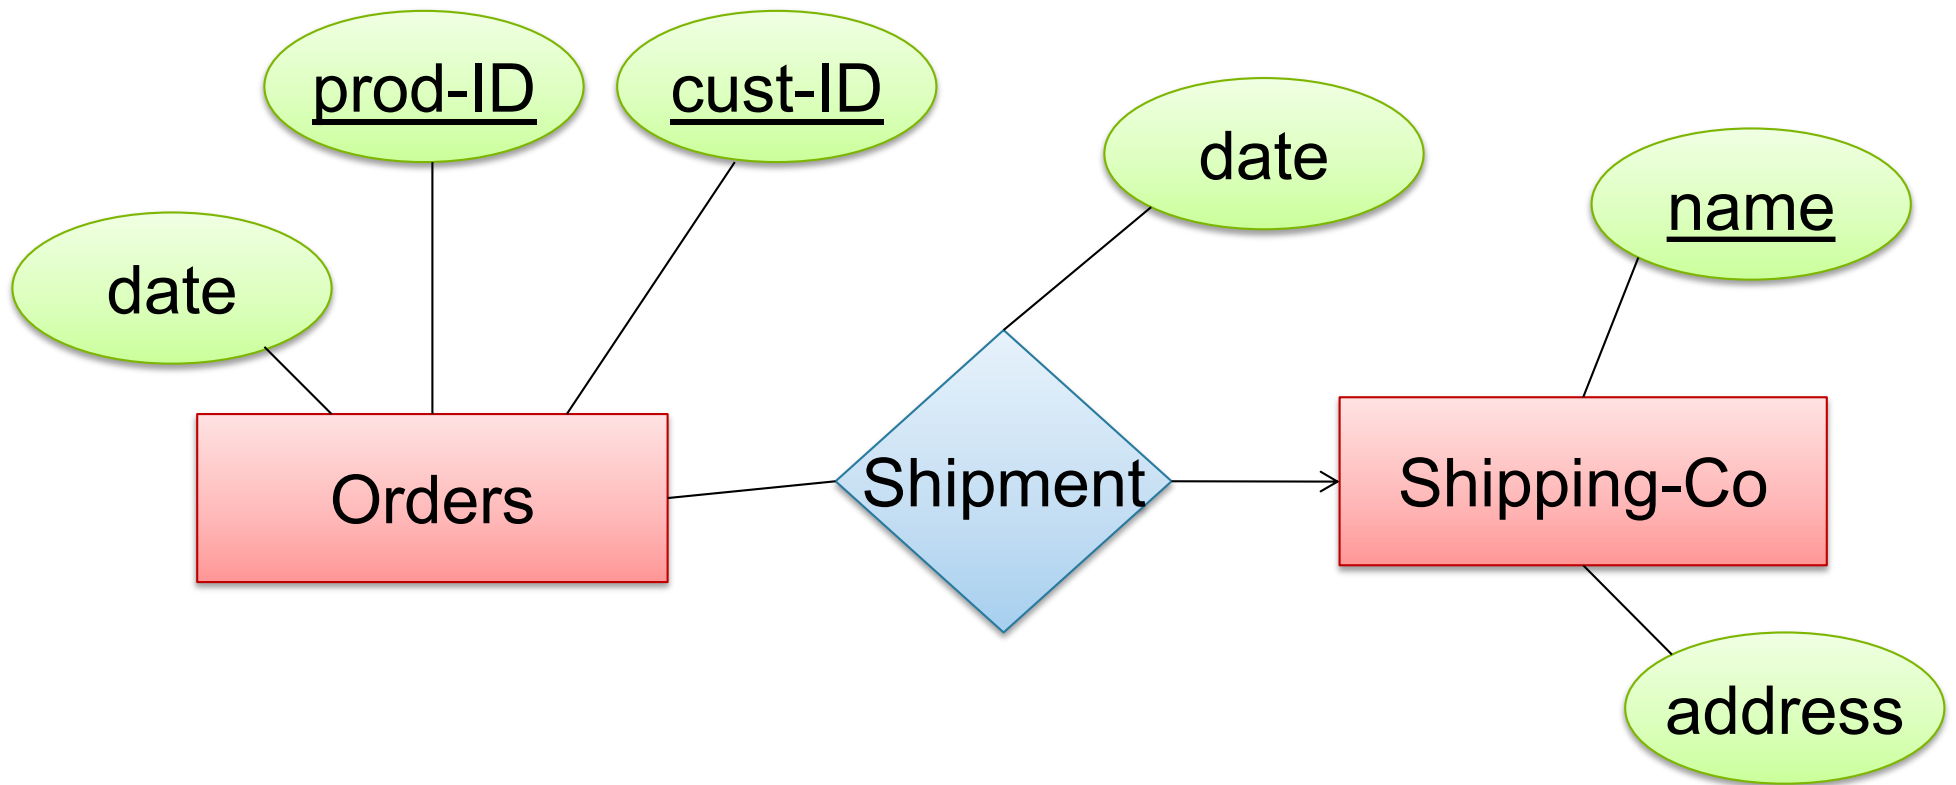 prod-ID
cust-ID
date
name
date
Orders
Shipment
Shipping-Co
address